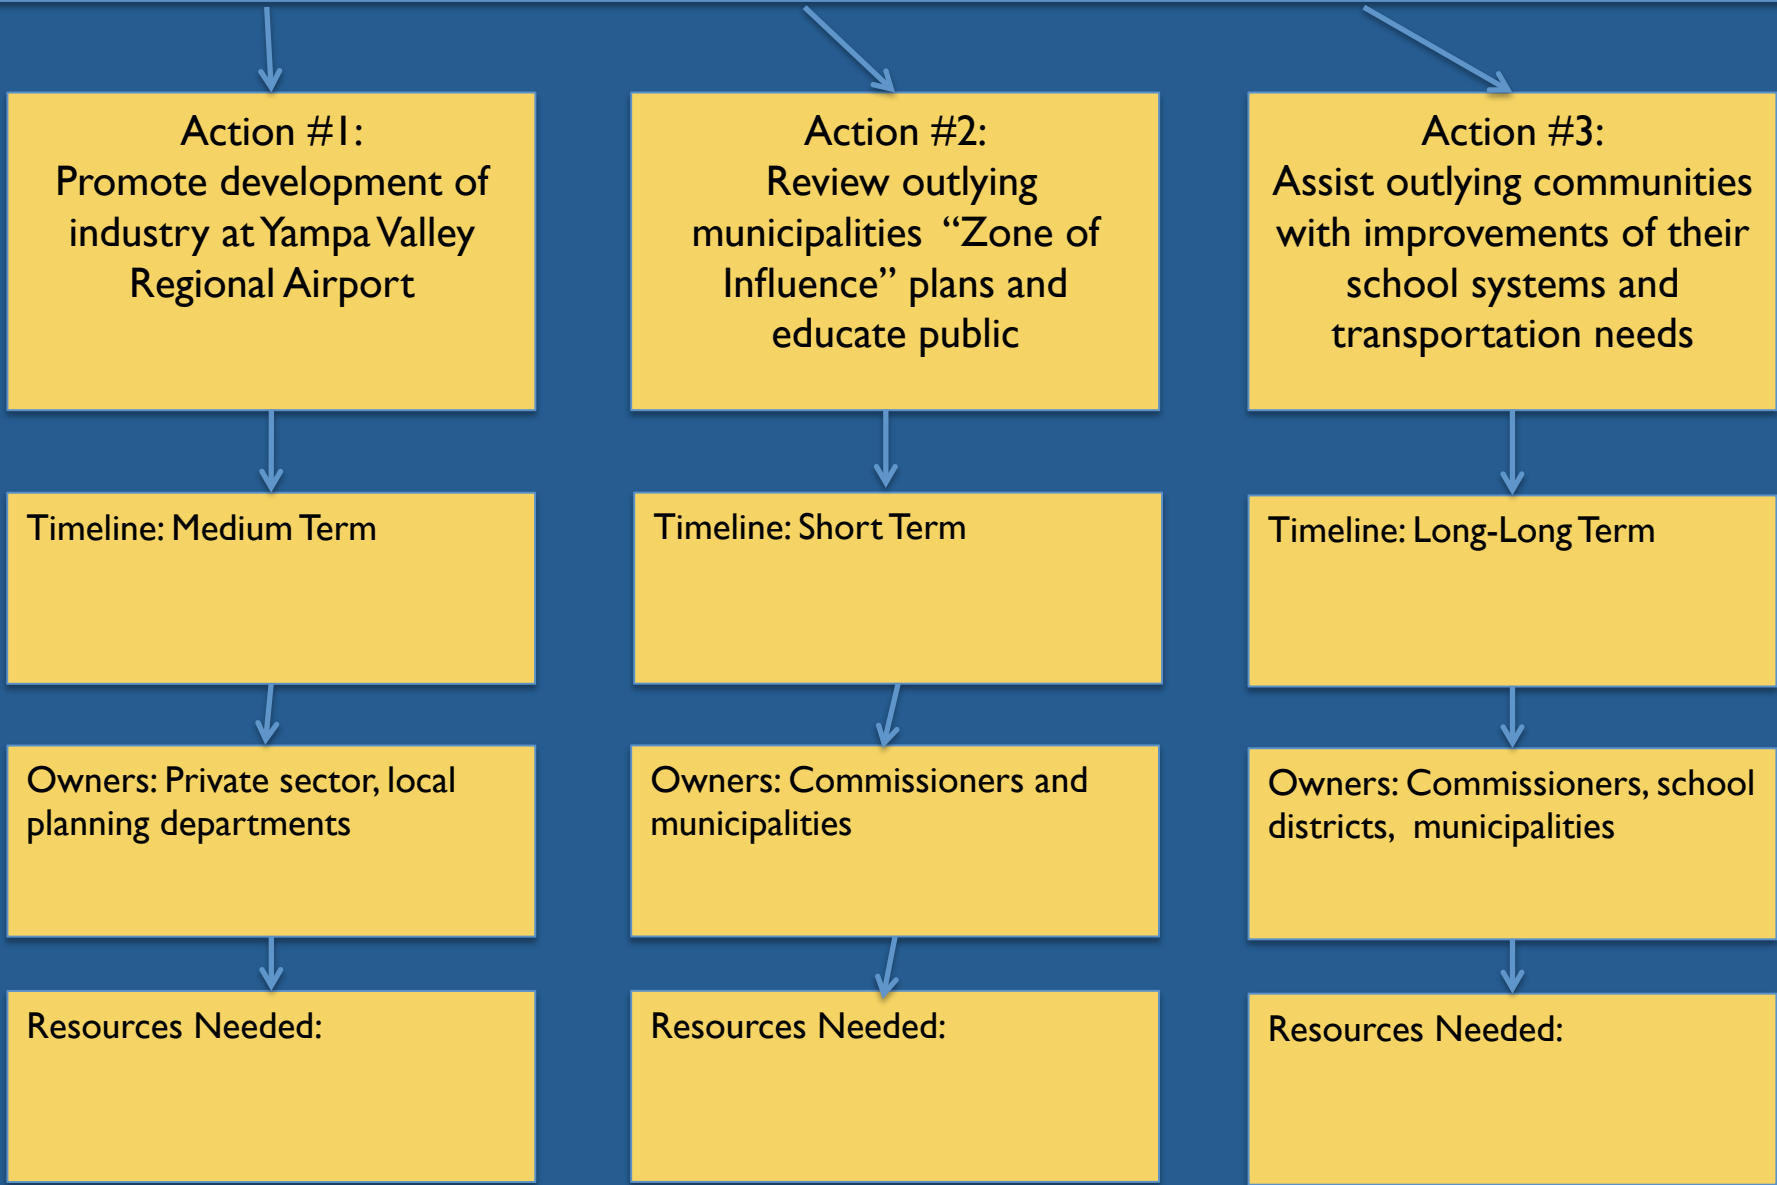 Action #1:
Promote development of
industry at Yampa Valley
Regional Airport
Timeline: Medium Term
Owners: Private sector, local
planning departments
Resources Needed:
Action #2:
Review outlying
municipalities “Zone of
Influence” plans and
educate public
Timeline: Short Term
Owners: Commissioners and
municipalities
Resources Needed:
Action #3:
Assist outlying communities
with improvements of their
school systems and
transportation needs
Timeline: Long-Long Term
Owners: Commissioners, school
districts, municipalities
Resources Needed: